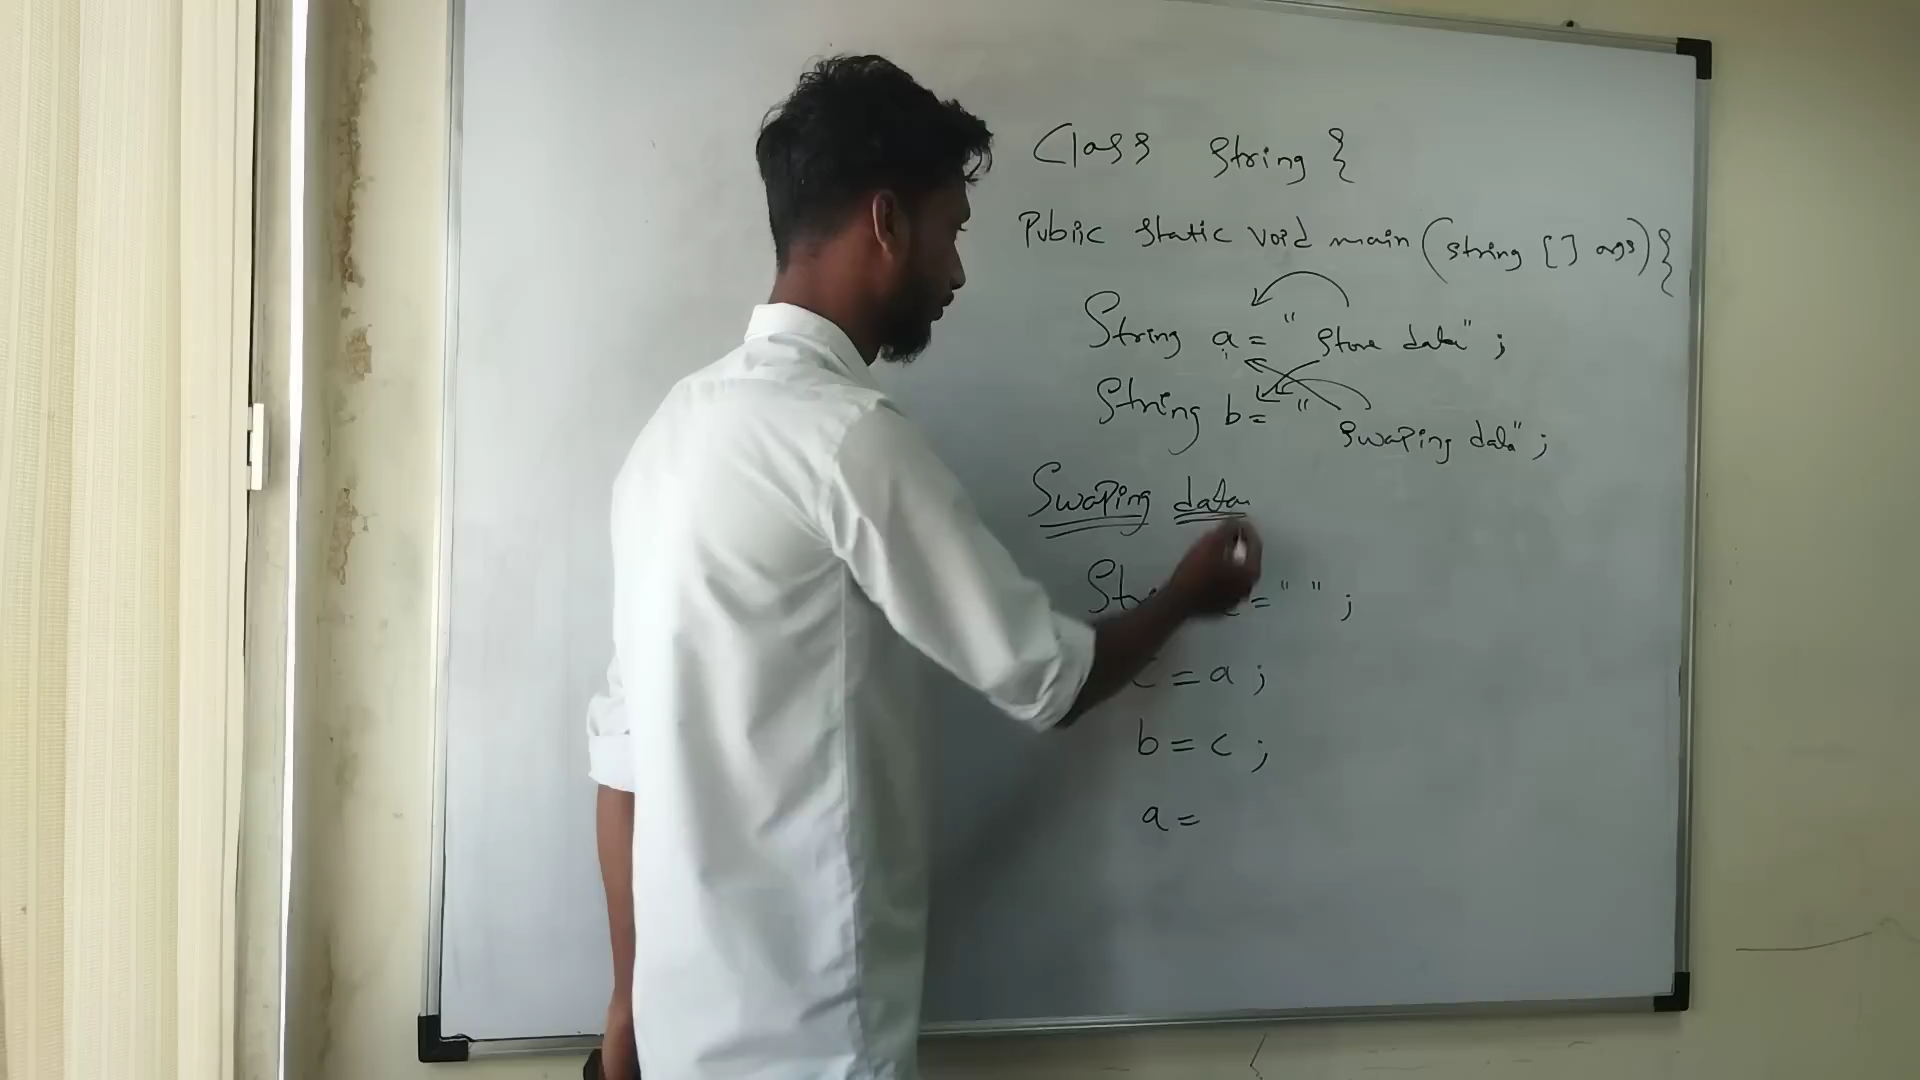 Class String {
Public Static void main (String [] args) {
String a = " Store data" ;
String b = " Swaping data" ;
Swaping data
= " " ;
c = a ;
b = c ;
a =